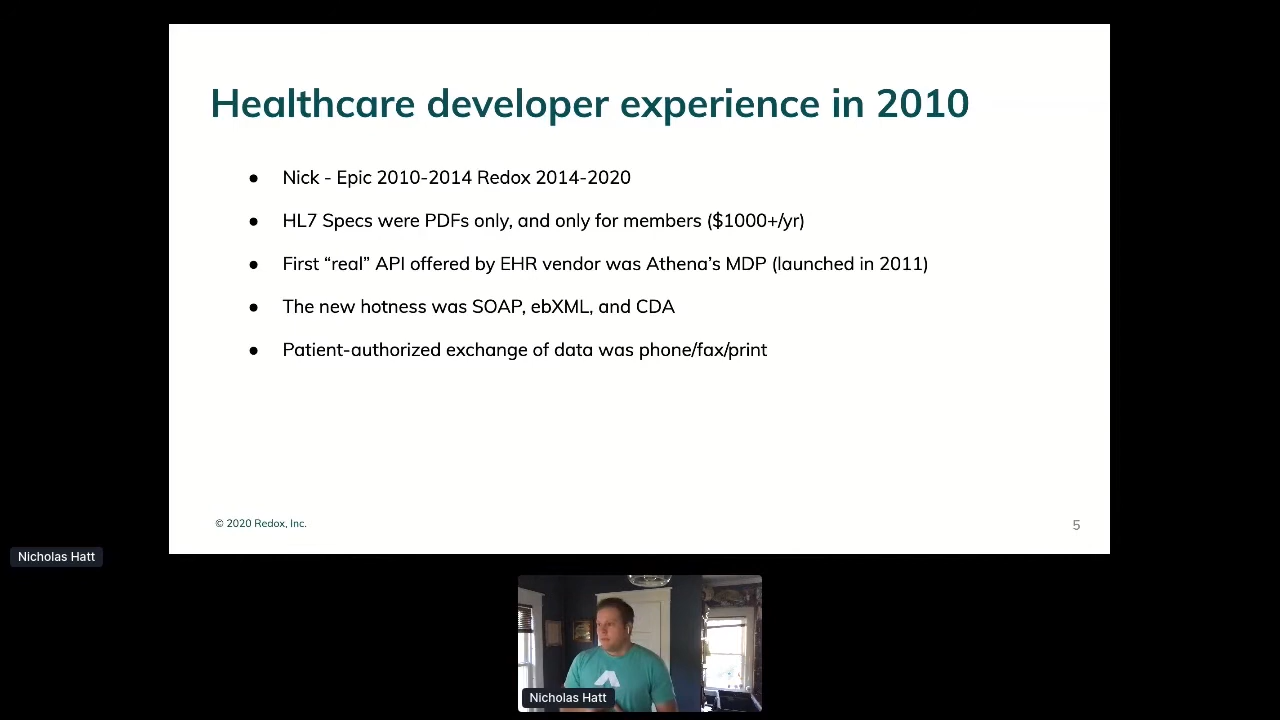 Healthcare developer experience in 2010
● Nick - Epic 2010-2014 Redox 2014-2020
● HL7 Specs were PDFs only, and only for members ($1000+/yr)
● First “real” API offered by EHR vendor was Athena’s MDP (launched in 2011)
● The new hotness was SOAP, ebXML, and CDA
● Patient-authorized exchange of data was phone/fax/print
© 2020 Redox, Inc.
5
Nicholas Hatt
Nicholas Hatt